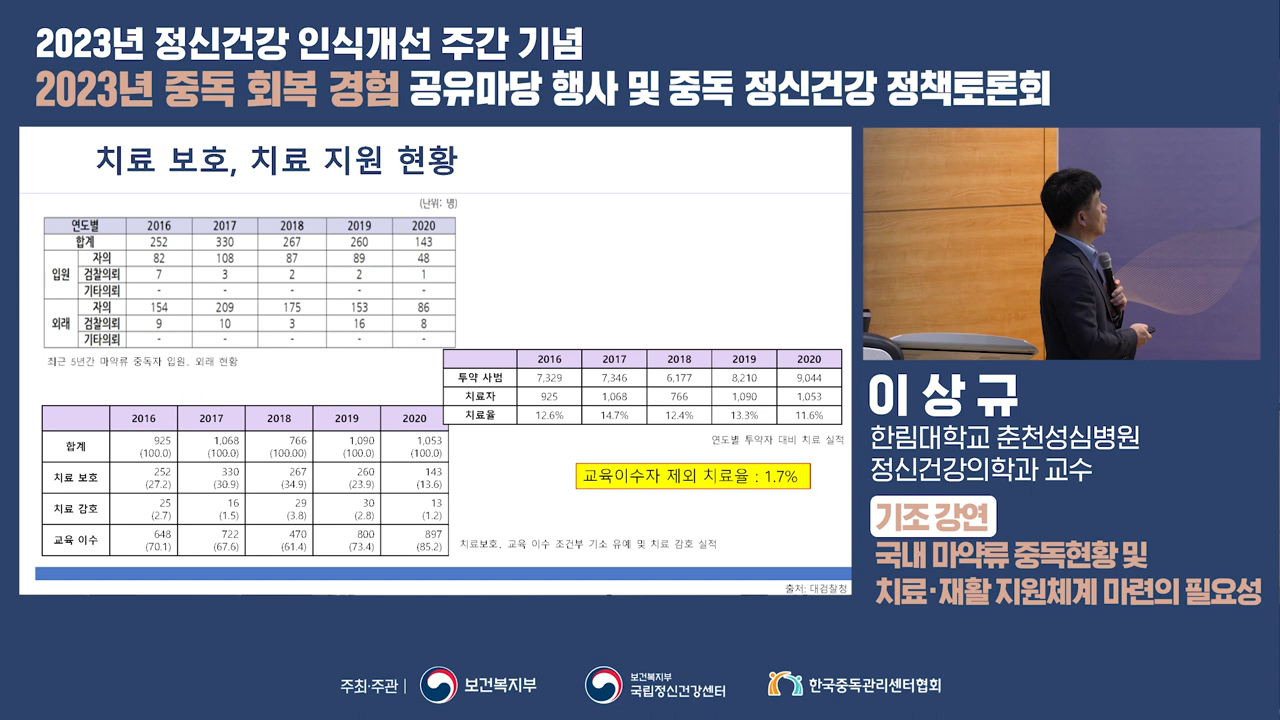 2023년 정신건강 인식개선 주간 기념
2023년 중독 회복 경험 공유마당 행사 및 중독 정신건강 정책토론회
치료 보호, 치료 지원 현황
(단위: 명)
연도별 2016 2017 2018 2019 2020
합계 252 330 267 260 143
입원 자의 82 108 87 89 48
검찰의뢰 7 3 2 2 1
기타의뢰 - - - - -
외래 자의 154 209 175 153 86
검찰의뢰 9 10 3 16 8
기타의뢰 - - - - -
최근 5년간 마약류 중독자 입원, 외래 현황
2016 2017 2018 2019 2020
투약 사범 7,329 7,346 6,177 8,210 9,044
치료자 925 1,068 766 1,090 1,053
치료율 12.6% 14.7% 12.4% 13.3% 11.6%
연도별 투약자 대비 치료 실적
교육이수자 제외 치료율 : 1.7%
2016 2017 2018 2019 2020
합계 925 1,068 766 1,090 1,053
(100.0) (100.0) (100.00) (100.0) (100.0)
치료 보호 252 330 267 260 143
(27.2) (30.9) (34.9) (23.9) (13.6)
치료 감호 25 16 29 30 13
(2.7) (1.5) (3.8) (2.8) (1.2)
교육 이수 648 722 470 800 897
(70.1) (67.6) (61.4) (73.4) (85.2)
치료보호, 교육 이수 조건부 기소 유예 및 치료 감호 실적
출처: 대검찰청
이상규
한림대학교 춘천성심병원
정신건강의학과 교수
기조 강연
국내 마약류 중독현황 및
치료·재활 지원체계 마련의 필요성
주최·주관 | 보건복지부
보건복지부
국립정신건강센터
한국중독관리센터협회